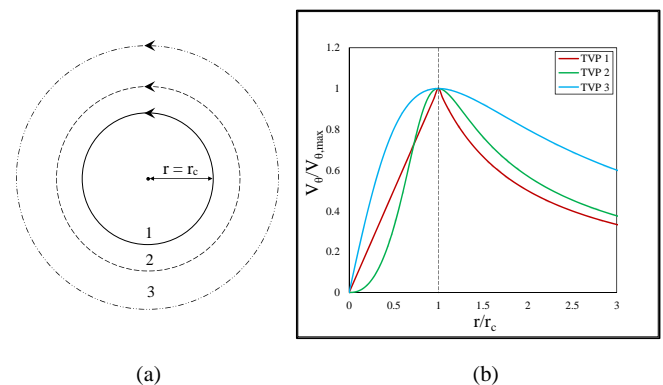 r = r_c
1
2
3
(a)
1.2
1
0.8
0.6
0.4
0.2
0
V_θ/V_θ,max
TVP 1
TVP 2
TVP 3
0 0.5 1 1.5 2 2.5 3
r/r_c
(b)